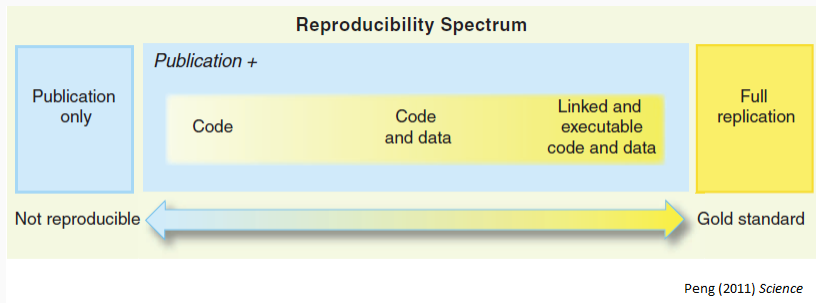 Reproducibility Spectrum
Publication
only
Publication +
Code
Code
and data
Linked and
executable
code and data
Full
replication
Not reproducible
Gold standard
Peng (2011) Science